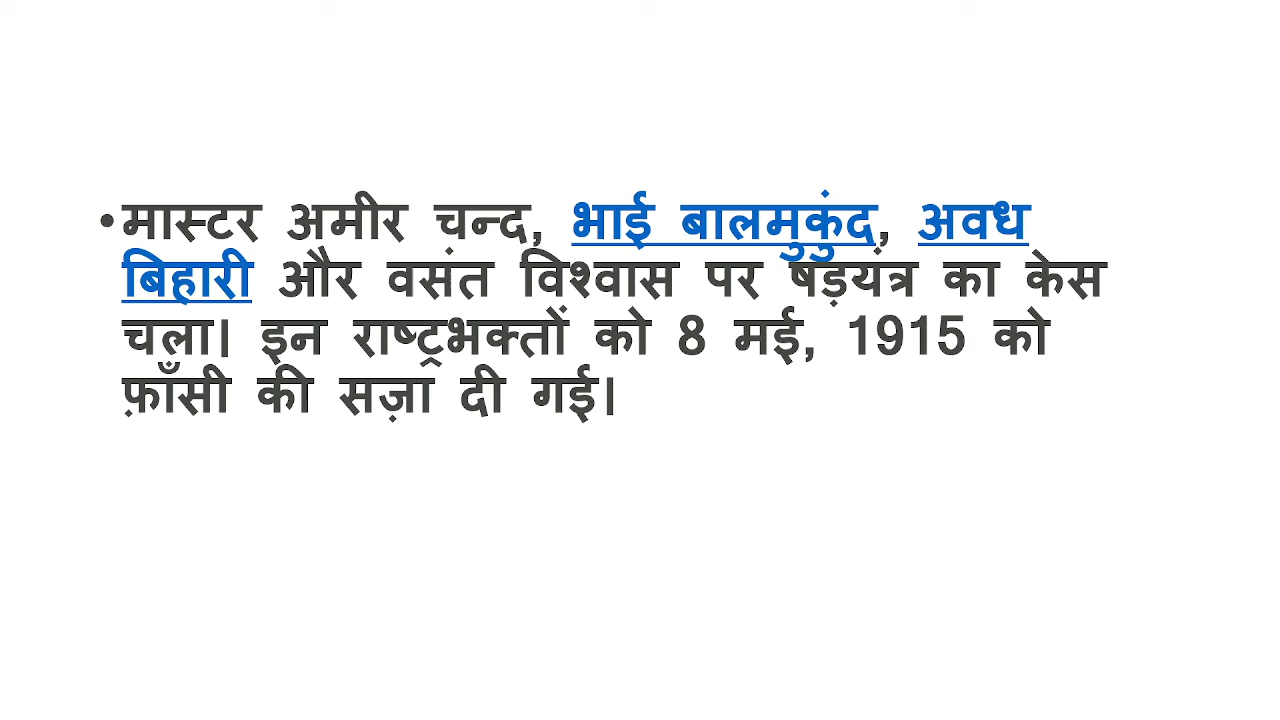 •मास्टर अमीर चन्द, भाई बालमुकुंद, अवध
बिहारी और वसंत विश्वास पर षड़यंत्र का केस
चला। इन राष्ट्रभक्तों को 8 मई, 1915 को
फ़ाँसी की सज़ा दी गई।